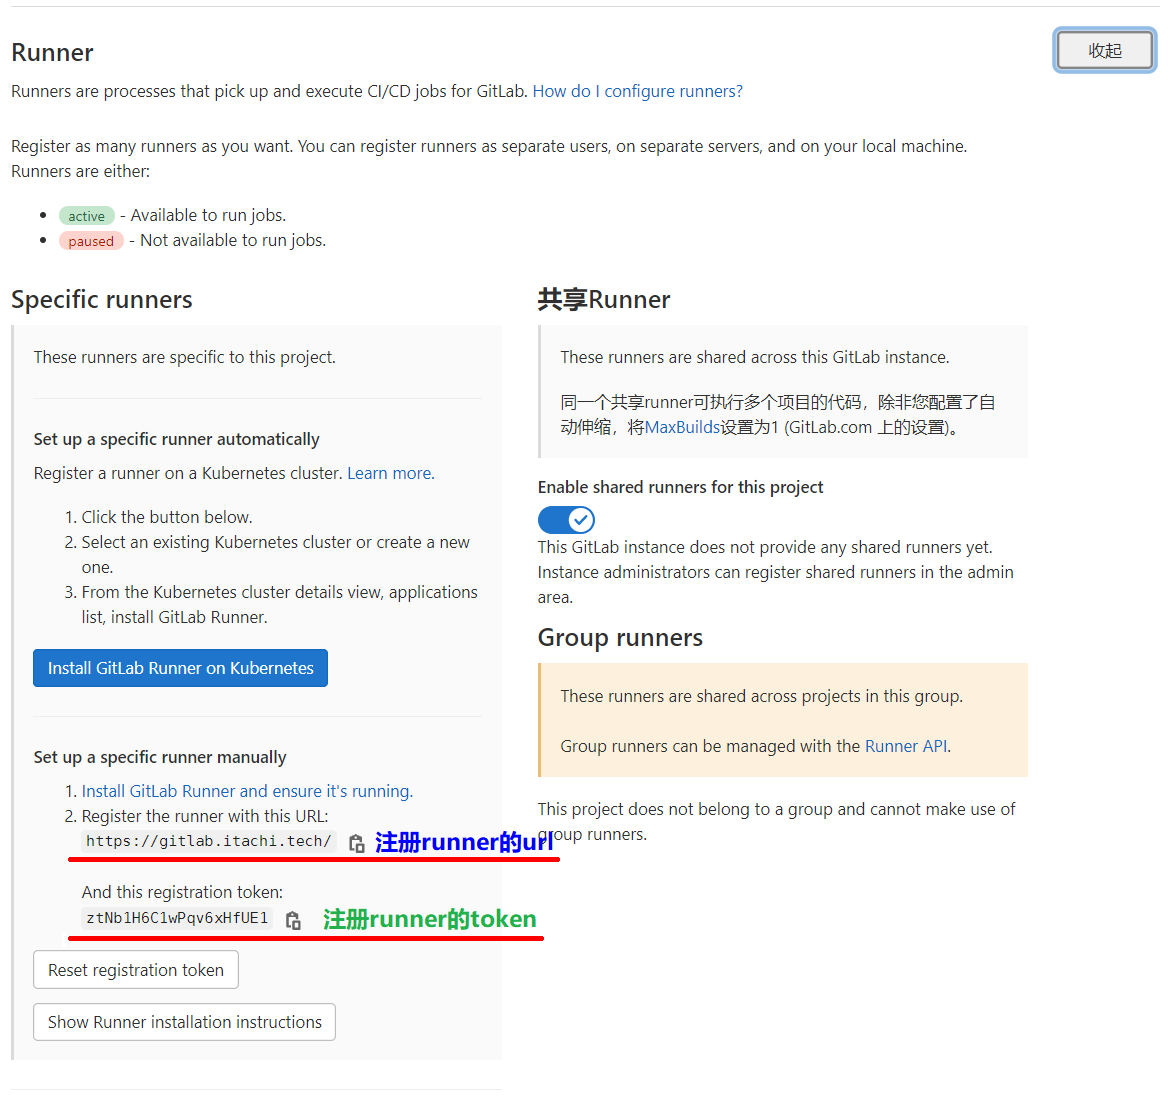 Runner
收起
Runners are processes that pick up and execute CI/CD jobs for GitLab. How do I configure runners?
Register as many runners as you want. You can register runners as separate users, on separate servers, and on your local machine.
Runners are either:
active - Available to run jobs.
paused - Not available to run jobs.
Specific runners
These runners are specific to this project.
Set up a specific runner automatically
Register a runner on a Kubernetes cluster. Learn more.
1. Click the button below.
2. Select an existing Kubernetes cluster or create a new
one.
3. From the Kubernetes cluster details view, applications
list, install GitLab Runner.
Install GitLab Runner on Kubernetes
Set up a specific runner manually
1. Install GitLab Runner and ensure it's running.
2. Register the runner with this URL:
https://gitlab.itachi.tech/ 注册runner的url
And this registration token:
ztNb1H6C1wPqv6xHfUE1 注册runner的token
Reset registration token
Show Runner installation instructions
共享Runner
These runners are shared across this GitLab instance.
同一个共享runner可执行多个项目的代码，除非您配置了自
动伸缩，将MaxBuilds设置为1 (GitLab.com 上的设置)。
Enable shared runners for this project
This GitLab instance does not provide any shared runners yet.
Instance administrators can register shared runners in the admin
area.
Group runners
These runners are shared across projects in this group.
Group runners can be managed with the Runner API.
This project does not belong to a group and cannot make use of
group runners.